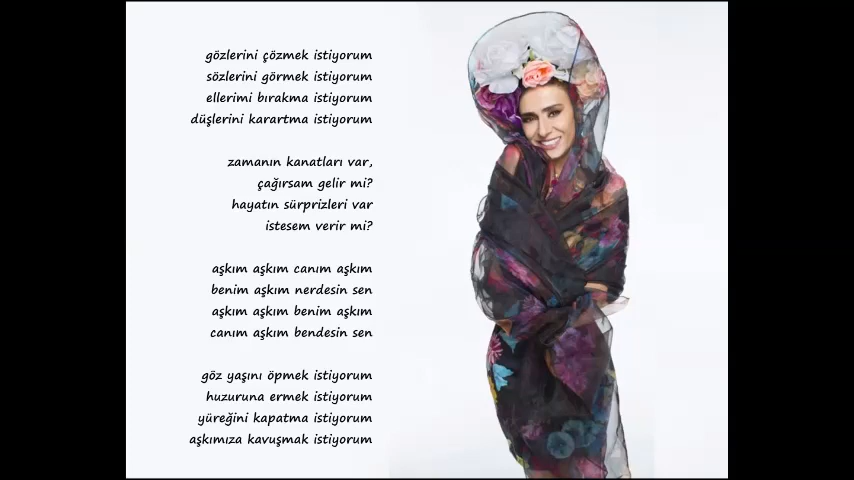 gözlerini çözmek istiyorum
sözlerini görmek istiyorum
ellerimi bırakma istiyorum
düşlerini karartma istiyorum
zamanın kanatları var,
çağırsam gelir mi?
hayatın sürprizleri var
istesem verir mi?
aşkım aşkım canım aşkım
benim aşkım nerdesin sen
aşkım aşkım benim aşkım
canım aşkım bendesin sen
göz yaşını öpmek istiyorum
huzuruna ermek istiyorum
yüreğini kapatma istiyorum
aşkımıza kavuşmak istiyorum